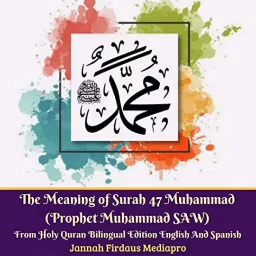 محمد
The Meaning of Surah 47 Muhammad
(Prophet Muhammad SAW)
From Holy Quran Bilingual Edition English And Spanish
Jannah Firdaus Mediapro